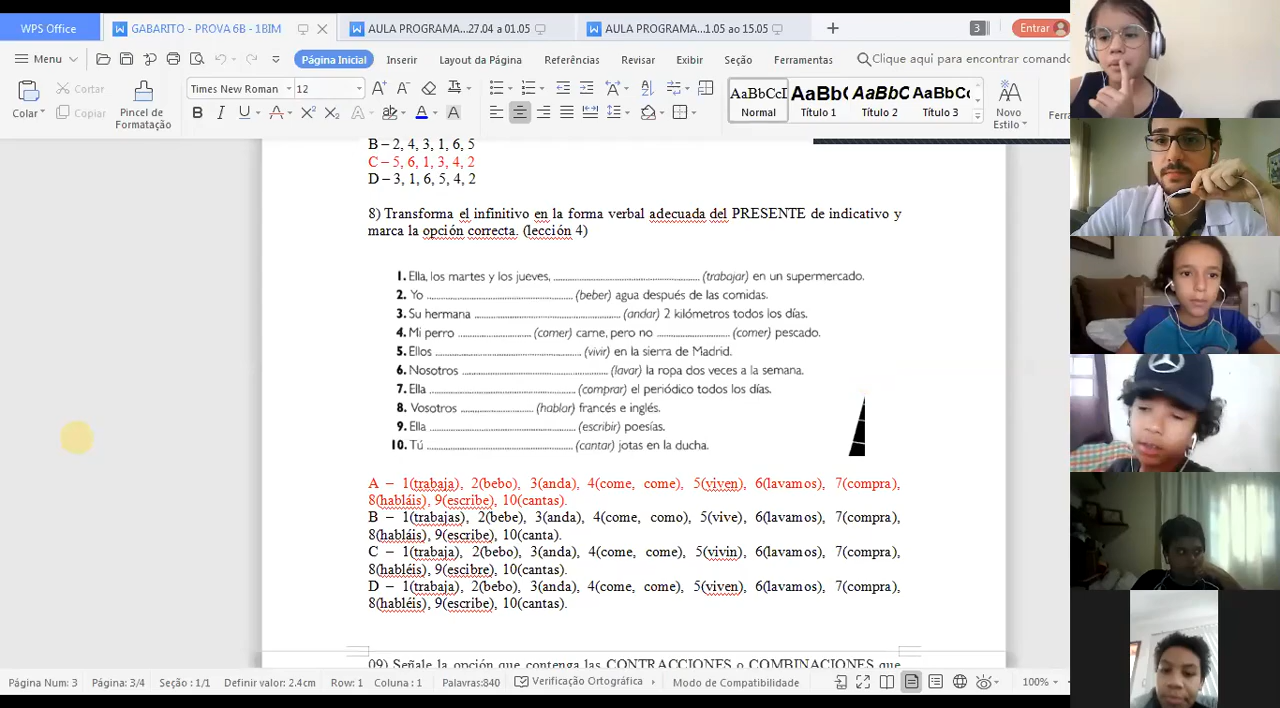 WPS Office
GABARITO - PROVA 6B - 1BIM
AULA PROGRAMA...27.04 a 01.05
AULA PROGRAMA...1.05 ao 15.05
3
Entrar
Menu
Página Inicial
Inserir
Layout da Página
Referências
Revisar
Exibir
Seção
Ferramentas
Clique aqui para encontrar comando
Colar
Cortar
Copiar
Pincel de
Formatação
Times New Roman
12
AaBbCcI
Normal
AaBb
Título 1
AaBbC
Título 2
AaBbC
Título 3
Novo
Estilo
Ferra
B – 2, 4, 3, 1, 6, 5
C – 5, 6, 1, 3, 4, 2
D – 3, 1, 6, 5, 4, 2
8) Transforma el infinitivo en la forma verbal adecuada del PRESENTE de indicativo y
marca la opción correcta. (lección 4)
1. Ella, los martes y los jueves, ........................................ (trabajar) en un supermercado.
2. Yo ........................................ (beber) agua después de las comidas.
3. Su hermana ........................................ (andar) 2 kilómetros todos los días.
4. Mi perro .................... (comer) carne, pero no .................... (comer) pescado.
5. Ellos ........................................ (vivir) en la sierra de Madrid.
6. Nosotros ........................................ (lavar) la ropa dos veces a la semana.
7. Ella ........................................ (comprar) el periódico todos los días.
8. Vosotros .................... (hablar) francés e inglés.
9. Ella ........................................ (escribir) poesías.
10. Tú ........................................ (cantar) jotas en la ducha.
A – 1(trabaja), 2(bebo), 3(anda), 4(come, come), 5(viven), 6(lavamos), 7(compra),
8(habláis), 9(escribe), 10(cantas).
B – 1(trabajas), 2(bebe), 3(anda), 4(come, como), 5(vive), 6(lavamos), 7(compra),
8(habláis), 9(escribe), 10(canta).
C – 1(trabaja), 2(bebo), 3(anda), 4(come, come), 5(vivin), 6(lavamos), 7(compra),
8(habléis), 9(escibre), 10(cantas).
D – 1(trabaja), 2(bebo), 3(anda), 4(come, come), 5(viven), 6(lavamos), 7(compra),
8(habléis), 9(escribe), 10(cantas).
09) Señale la opción que contenga las CONTRACCIONES o COMBINACIONES que
Página Num: 3
Página: 3/4
Seção : 1/1
Definir valor: 2.4cm
Row: 1
Coluna : 1
Palavras:840
Verificação Ortográfica
Modo de Compatibilidade
100%